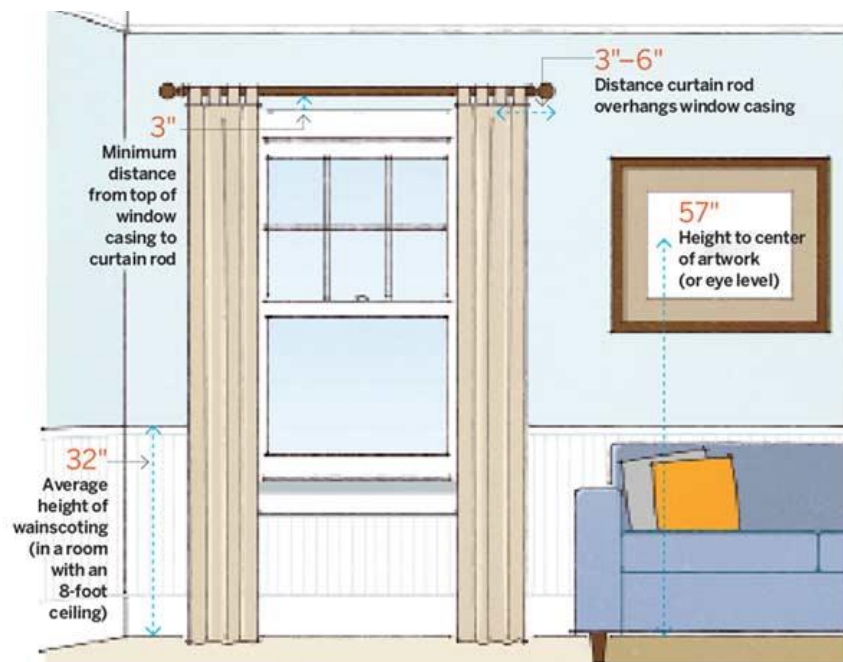 3"–6"
Distance curtain rod
overhangs window casing
3"
Minimum
distance
from top of
window
casing to
curtain rod
57"
Height to center
of artwork
(or eye level)
32"
Average
height of
wainscoting
(in a room
with an
8-foot
ceiling)